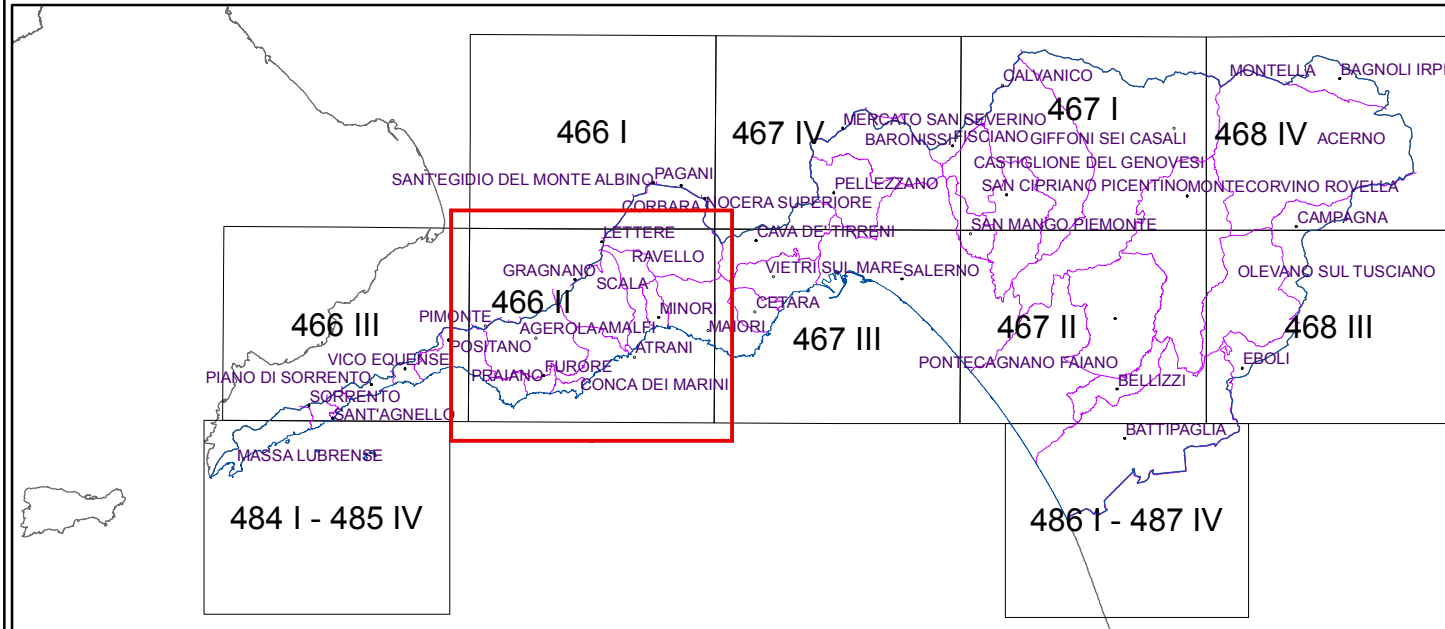 CALVANICO
MONTELLA
BAGNOLI IRPI
466 I
467 IV
467 I
468 IV
MERCATO SAN SEVERINO
BARONISSI
FISCIANO
GIFFONI SEI CASALI
ACERNO
CASTIGLIONE DEL GENOVESI
SANT'EGIDIO DEL MONTE ALBINO
PAGANI
PELLEZZANO
SAN CIPRIANO PICENTINO
MONTECORVINO ROVELLA
CORBARA
NOCERA SUPERIORE
CAMPAGNA
LETTERE
CAVA DE' TIRRENI
SAN MANGO PIEMONTE
RAVELLO
GRAGNANO
SCALA
VIETRI SUL MARE
SALERNO
OLEVANO SUL TUSCIANO
466 II
466 III
PIMONTE
MINORI
CETARA
AGEROLA
AMALFI
MAIORI
467 III
467 II
468 III
POSITANO
ATRANI
VICO EQUENSE
PIANO DI SORRENTO
PRAIANO
FURORE
CONCA DEI MARINI
PONTECAGNANO FAIANO
EBOLI
BELLIZZI
SORRENTO
SANT'AGNELLO
BATTIPAGLIA
MASSA LUBRENSE
484 I - 485 IV
486 I - 487 IV